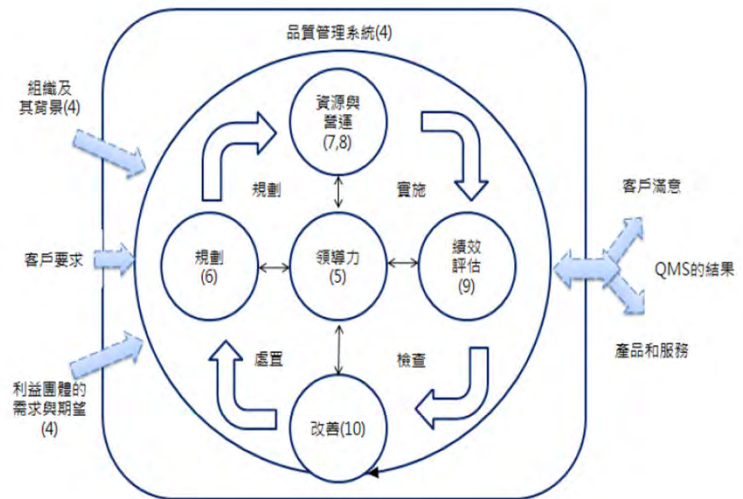 品質管理系統(4)
組織及
其背景(4)
資源與
營運
(7,8)
規劃
實施
客戶滿意
客戶要求
規劃
(6)
領導力
(5)
績效
評估
(9)
QMS的結果
處置
檢查
產品和服務
利益團體的
需求與期望
(4)
改善(10)